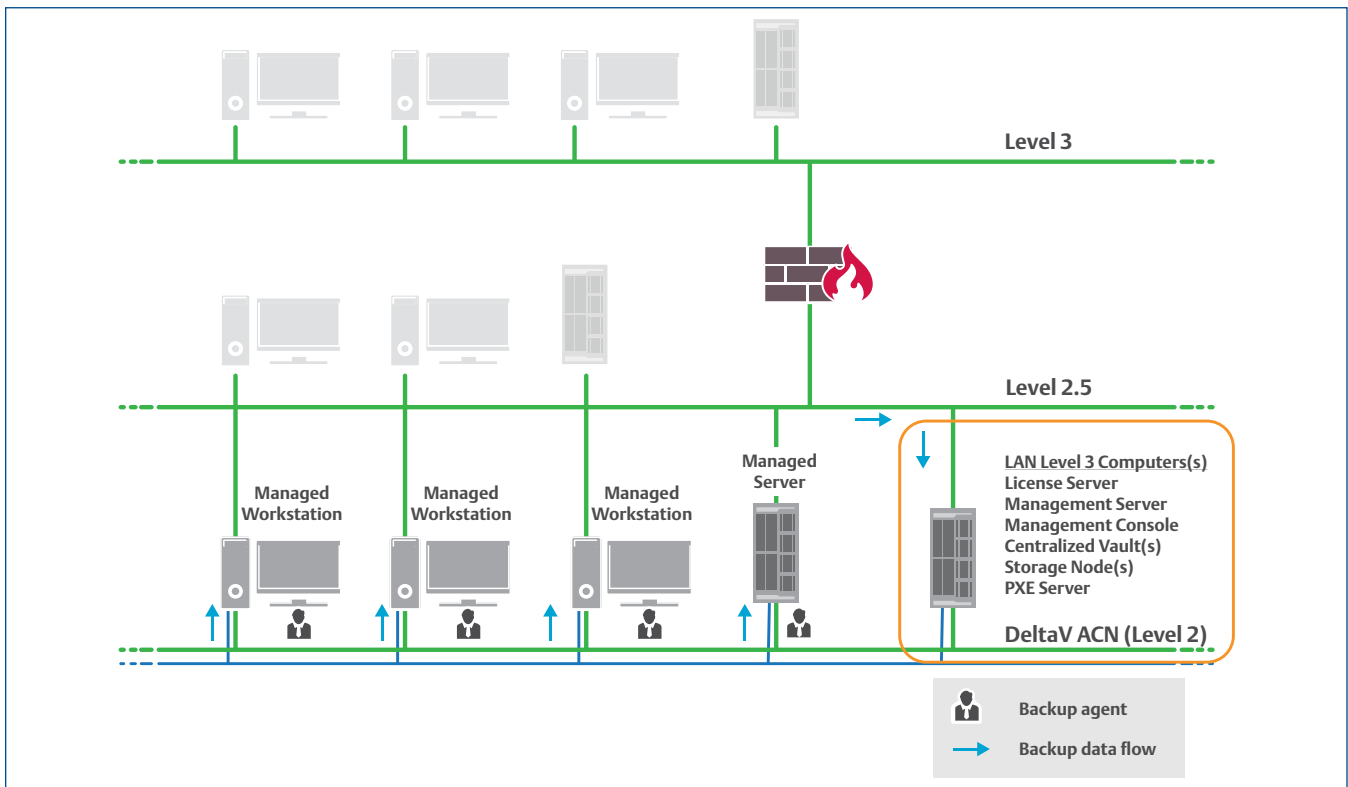 Level 3
Level 2.5
Managed
Server
LAN Level 3 Computers(s)
License Server
Management Server
Management Console
Centralized Vault(s)
Storage Node(s)
PXE Server
Managed
Workstation
Managed
Workstation
Managed
Workstation
DeltaV ACN (Level 2)
Backup agent
Backup data flow